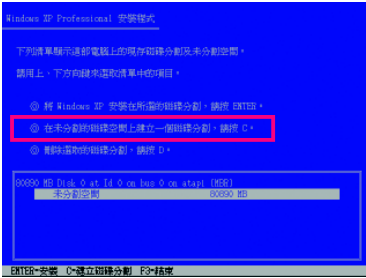 Windows XP Professional 安裝程式
下列清單顯示這部電腦上的現存磁碟分割及未分割空間。
請用上、下方向鍵來選取清單中的項目。
◎ 將 Windows XP 安裝在所選的磁碟分割，請按 ENTER。
◎ 在未分割的磁碟空間上建立一個磁碟分割，請按 C。
◎ 刪除選取的磁碟分割，請按 D。
80890 MB Disk 0 at Id 0 on bus 0 on atapi [MBR]
未分割空間 80890 MB
ENTER=安裝 C=建立磁碟分割 F3=結束